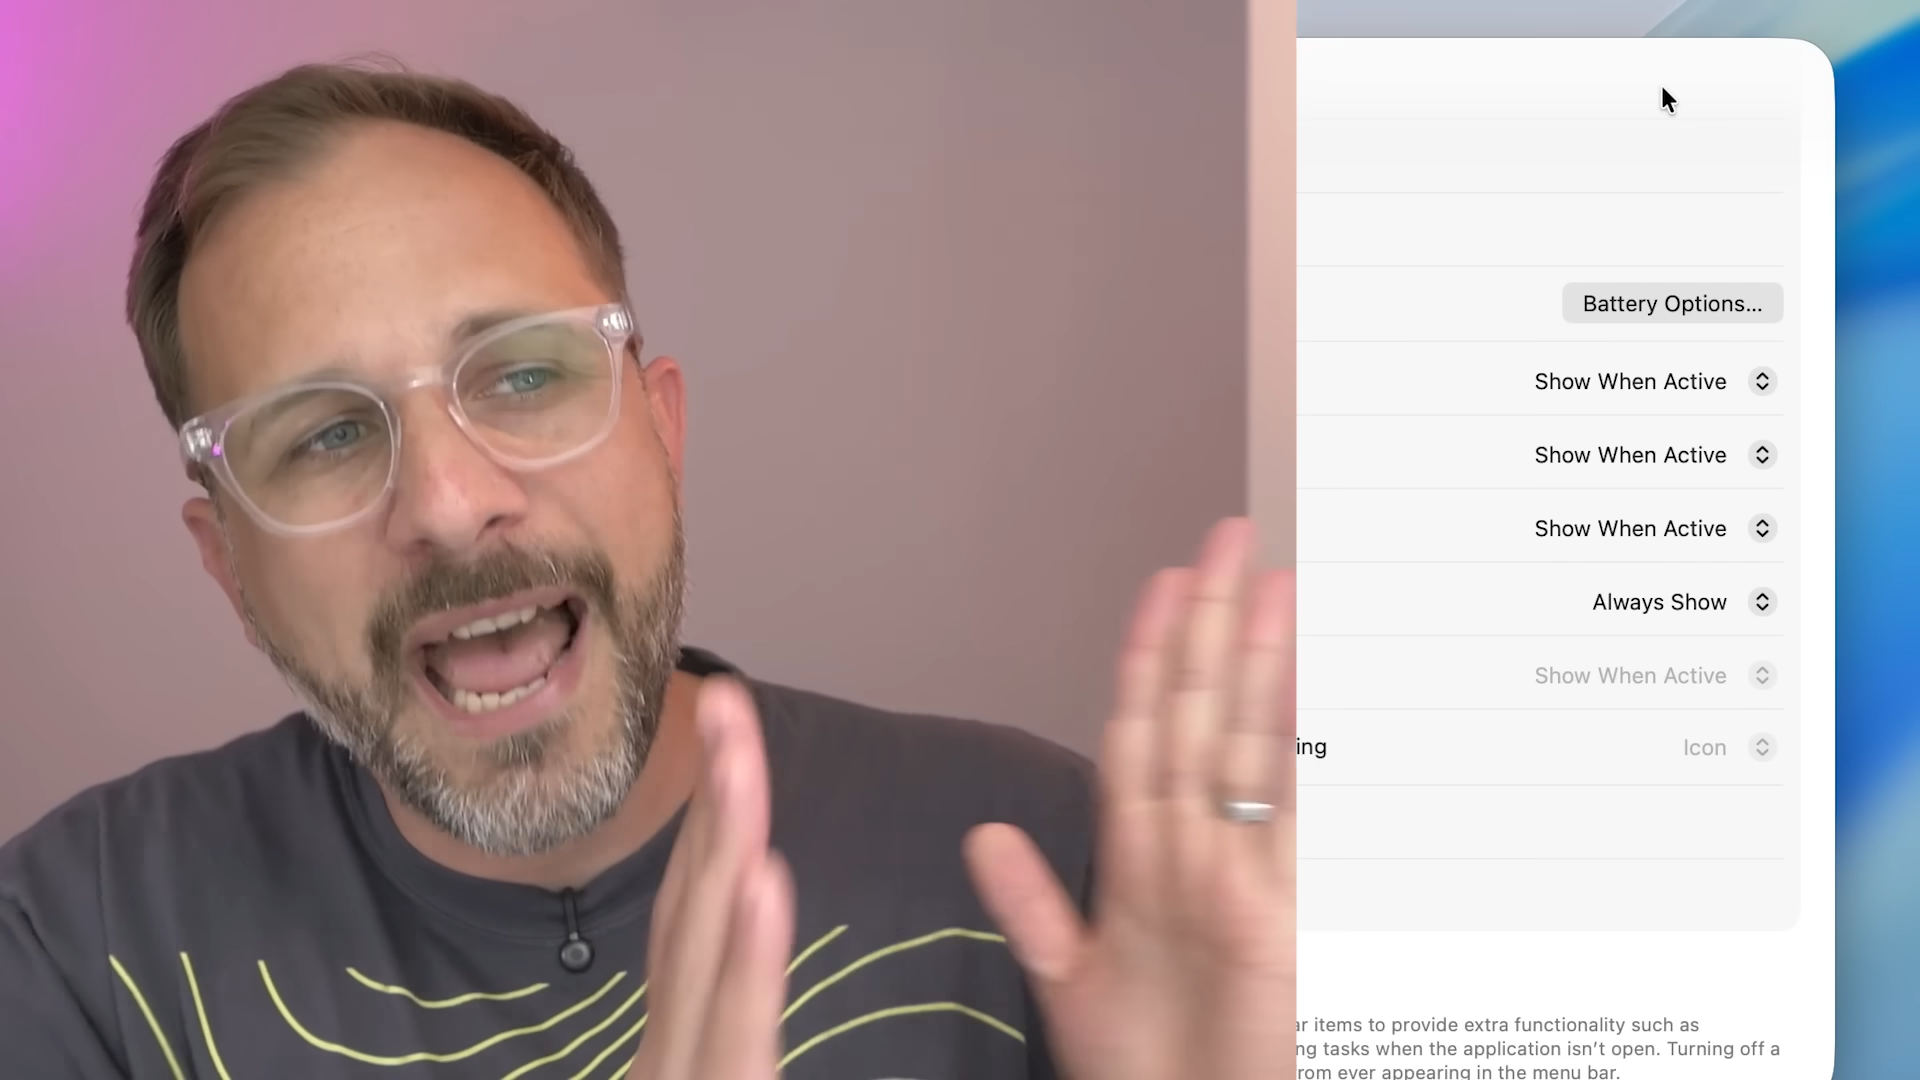 Battery Options...
Show When Active
Show When Active
Show When Active
Always Show
Show When Active
ing Icon
ar items to provide extra functionality such as
ng tasks when the application isn't open. Turning off a
rom ever appearing in the menu bar.